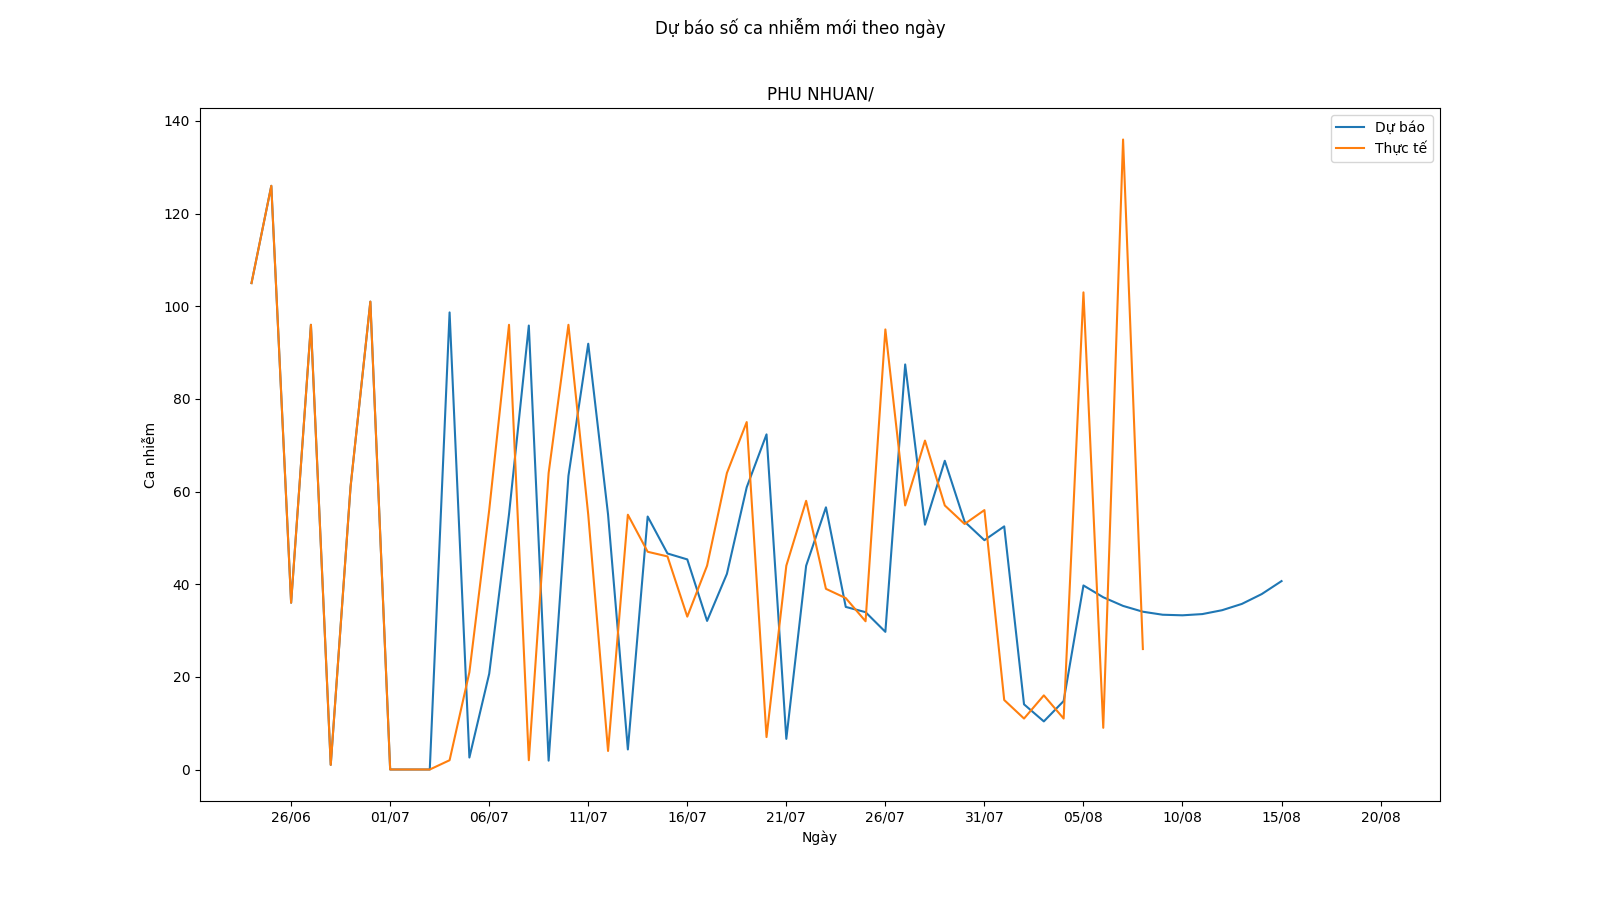 Dự báo số ca nhiễm mới theo ngày
PHU NHUAN/
Dự báo
Thực tế
140
120
100
80
60
40
20
0
Ca nhiễm
26/06 01/07 06/07 11/07 16/07 21/07 26/07 31/07 05/08 10/08 15/08 20/08
Ngày